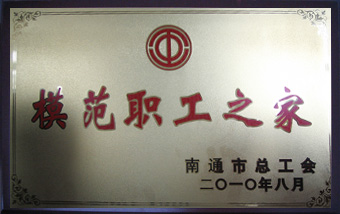 模范职工之家
南通市总工会
二〇一〇年八月